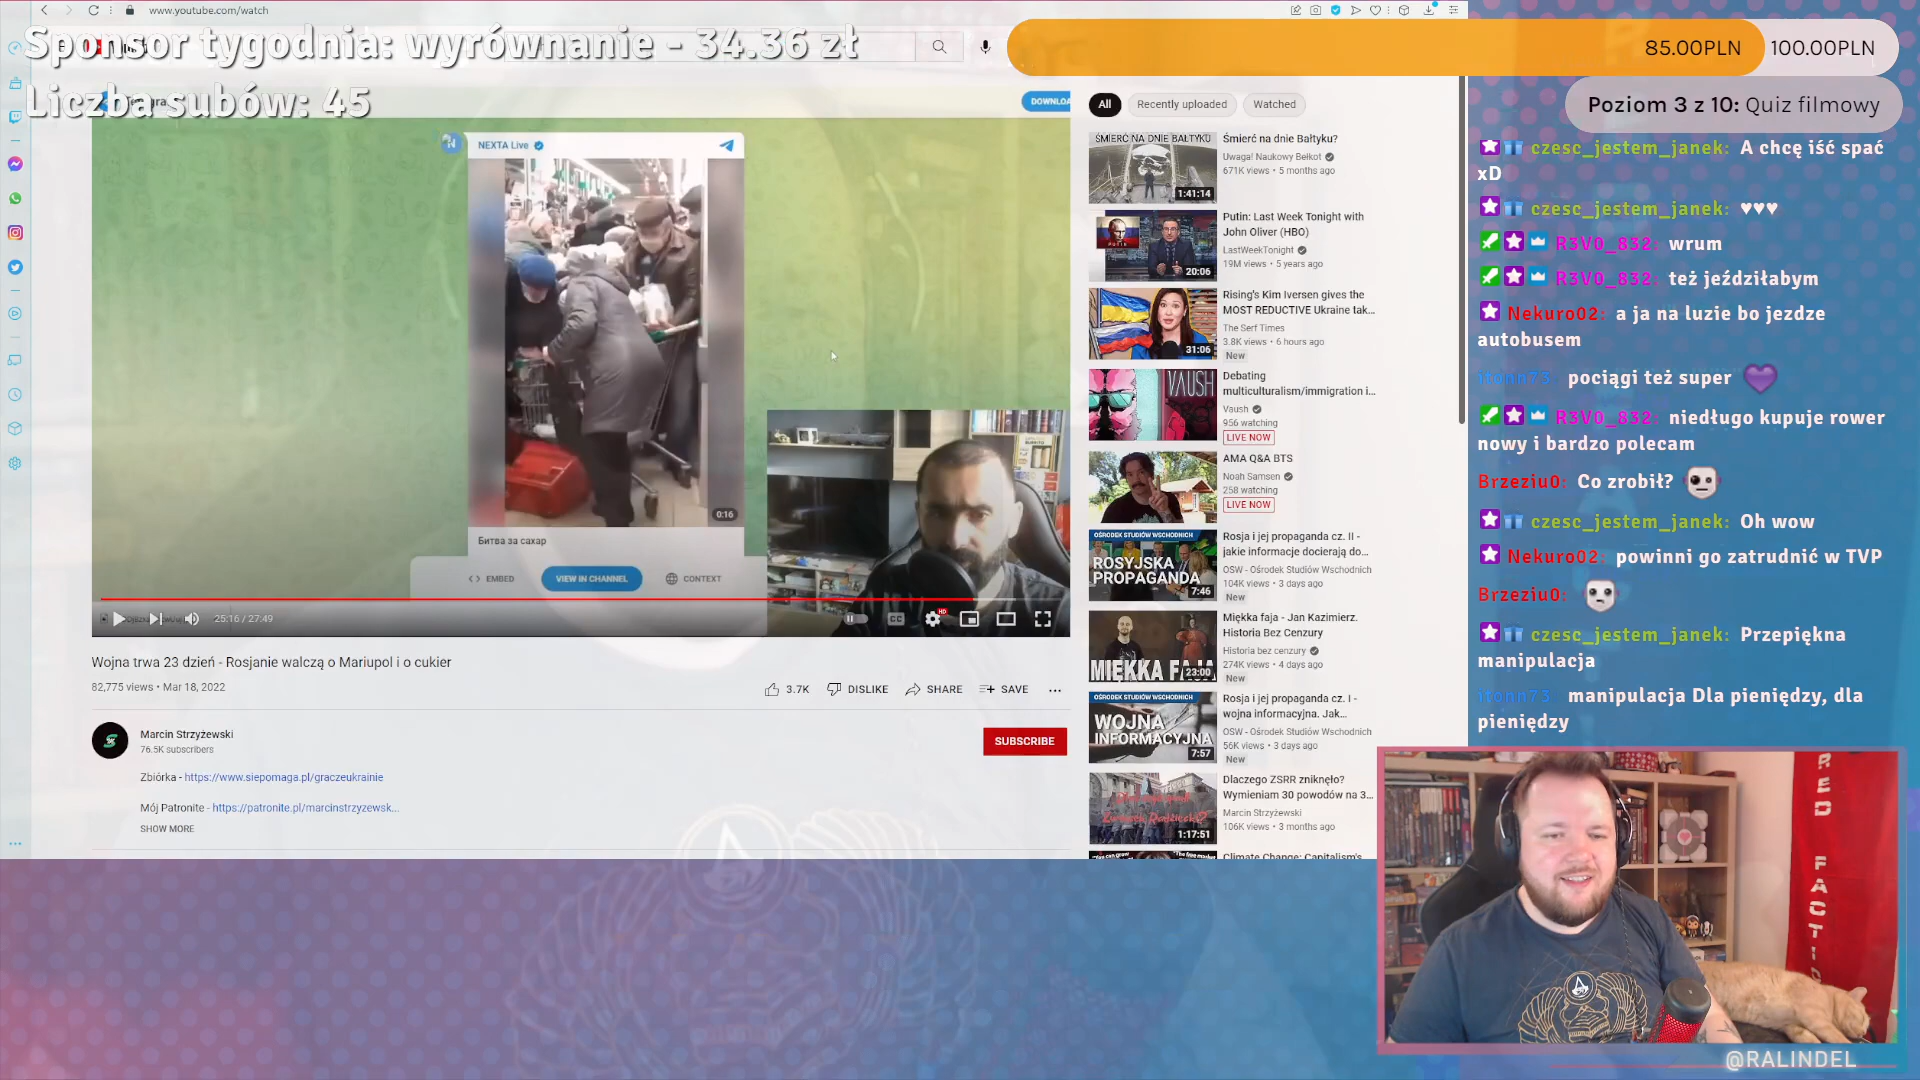 www.youtube.com/watch
Sponsor tygodnia: wyrównanie - 34.36 zł
Liczba subów: 45
85.00PLN
100.00PLN
Poziom 3 z 10: Quiz filmowy
NEXTA Live
0:16
Битва за сахар
EMBED
VIEW IN CHANNEL
CONTEXT
25:16 / 27:49
CC
HD
Wojna trwa 23 dzień - Rosjanie walczą o Mariupol i o cukier
82,775 views • Mar 18, 2022
3.7K
DISLIKE
SHARE
SAVE
Marcin Strzyżewski
76.5K subscribers
SUBSCRIBE
Zbiórka - https://www.siepomaga.pl/graczeukrainie
Mój Patronite - https://patronite.pl/marcinstrzyzewsk...
SHOW MORE
All
Recently uploaded
Watched
ŚMIERĆ NA DNIE BAŁTYKU
1:41:14
Śmierć na dnie Bałtyku?
Uwaga! Naukowy Bełkot
671K views • 5 months ago
20:06
Putin: Last Week Tonight with
John Oliver (HBO)
LastWeekTonight
19M views • 5 years ago
31:06
Rising's Kim Iversen gives the
MOST REDUCTIVE Ukraine tak...
The Serf Times
3.8K views • 6 hours ago
New
VAUSH
Debating
multiculturalism/immigration i...
Vaush
956 watching
LIVE NOW
AMA Q&A BTS
Noah Samsen
258 watching
LIVE NOW
OŚRODEK STUDIÓW WSCHODNICH
ROSYJSKA
PROPAGANDA
7:46
Rosja i jej propaganda cz. II -
jakie informacje docierają do...
OSW - Ośrodek Studiów Wschodnich
104K views • 3 days ago
New
MIĘKKA FAJA
23:00
Miękka faja - Jan Kazimierz.
Historia Bez Cenzury
Historia bez cenzury
274K views • 4 days ago
New
OŚRODEK STUDIÓW WSCHODNICH
WOJNA
INFORMACYJNA
7:57
Rosja i jej propaganda cz. I -
wojna informacyjna. Jak...
OSW - Ośrodek Studiów Wschodnich
56K views • 3 days ago
New
1:17:51
Dlaczego ZSRR zniknęło?
Wymieniam 30 powodów na 3...
Marcin Strzyżewski
106K views • 3 months ago
Climate Change: Capitalism's
czesc_jestem_janek: A chcę iść spać
xD
czesc_jestem_janek: ♥♥♥
R3V0_832: wrum
R3V0_832: też jeździłabym
Nekuro02: a ja na luzie bo jezdze
autobusem
itonn73: pociągi też super
R3V0_832: niedługo kupuje rower
nowy i bardzo polecam
Brzeziu0: Co zrobił?
czesc_jestem_janek: Oh wow
Nekuro02: powinni go zatrudnić w TVP
Brzeziu0:
czesc_jestem_janek: Przepiękna
manipulacja
itonn73: manipulacja Dla pieniędzy, dla
pieniędzy
RED FACTIO
@RALINDEL